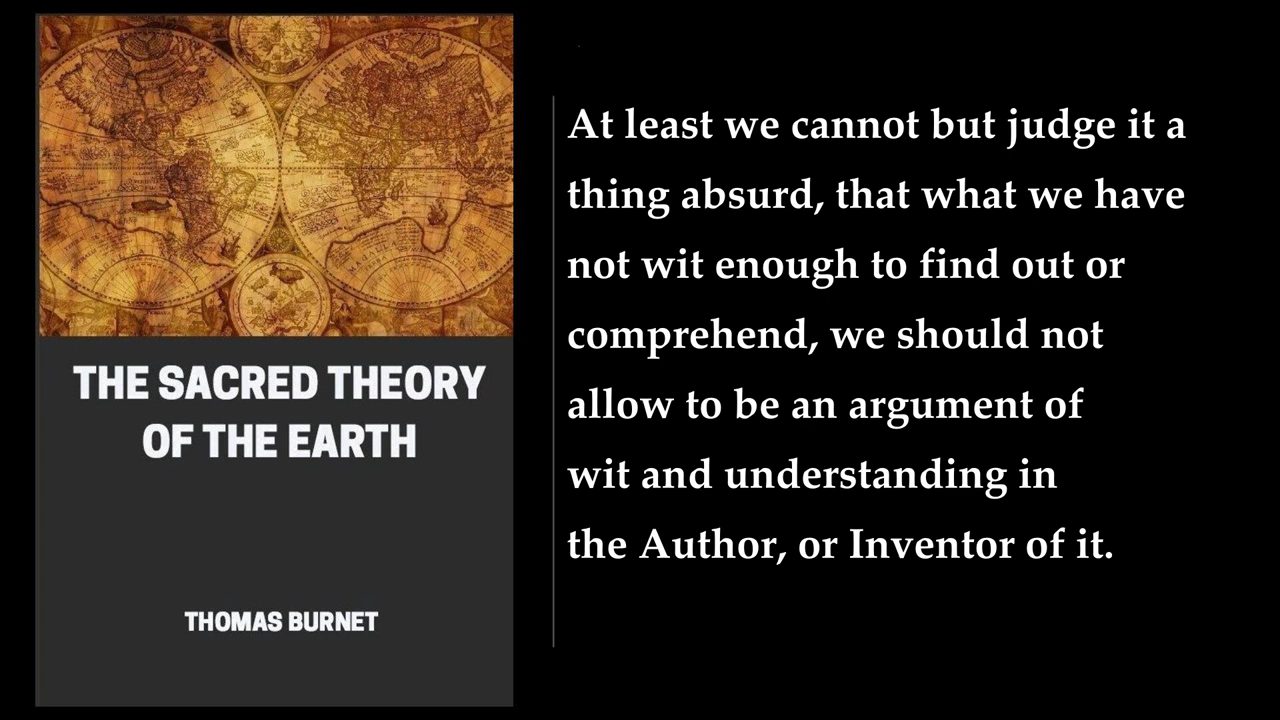 THE SACRED THEORY
OF THE EARTH
THOMAS BURNET
At least we cannot but judge it a
thing absurd, that what we have
not wit enough to find out or
comprehend, we should not
allow to be an argument of
wit and understanding in
the Author, or Inventor of it.